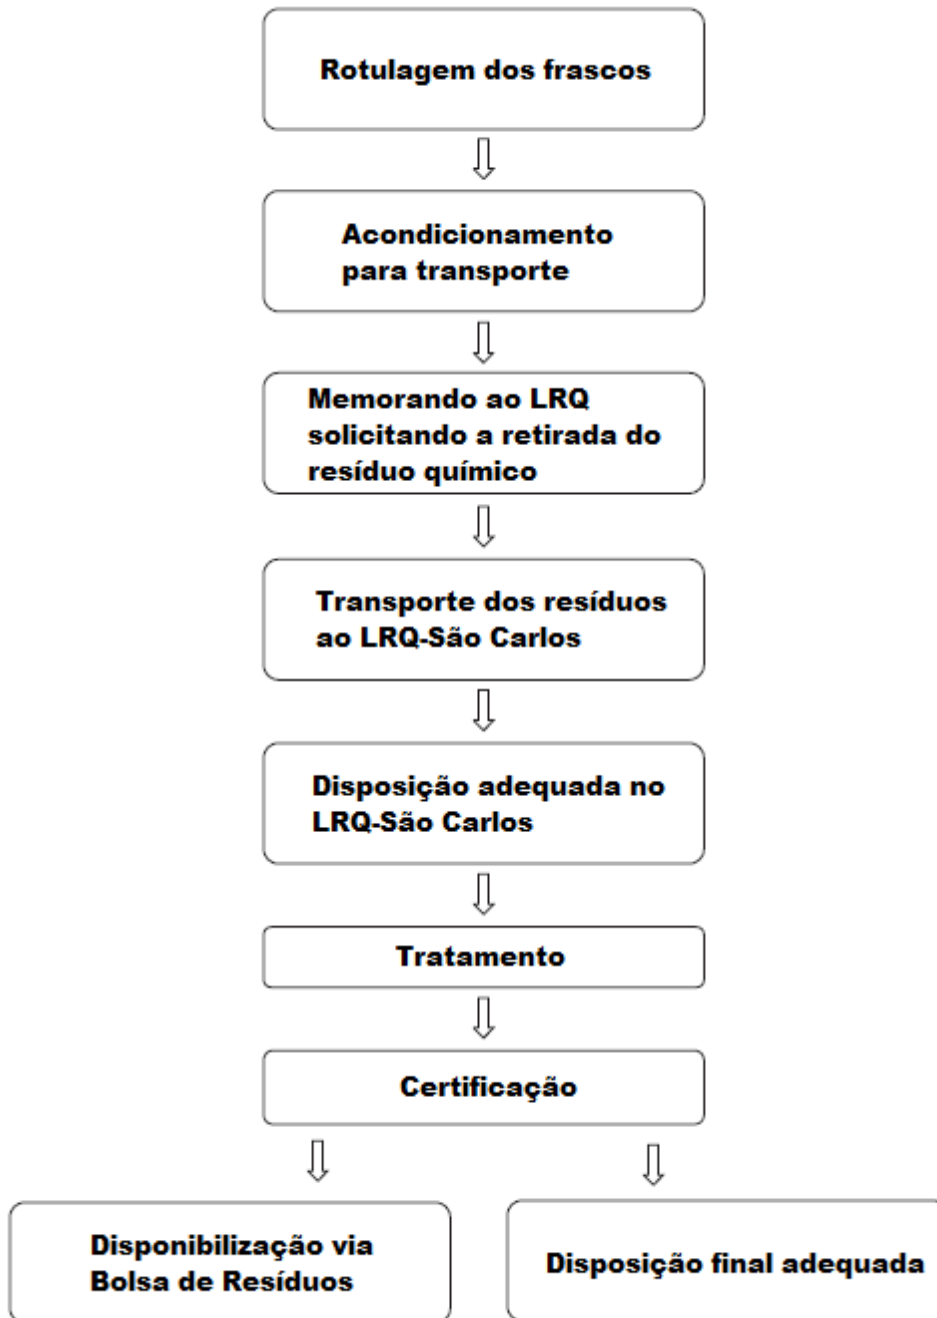 Rotulagem dos frascos
Acondicionamento
para transporte
Memorando ao LRQ
solicitando a retirada do
resíduo químico
Transporte dos resíduos
ao LRQ-São Carlos
Disposição adequada no
LRQ-São Carlos
Tratamento
Certificação
Disponibilização via
Bolsa de Resíduos
Disposição final adequada